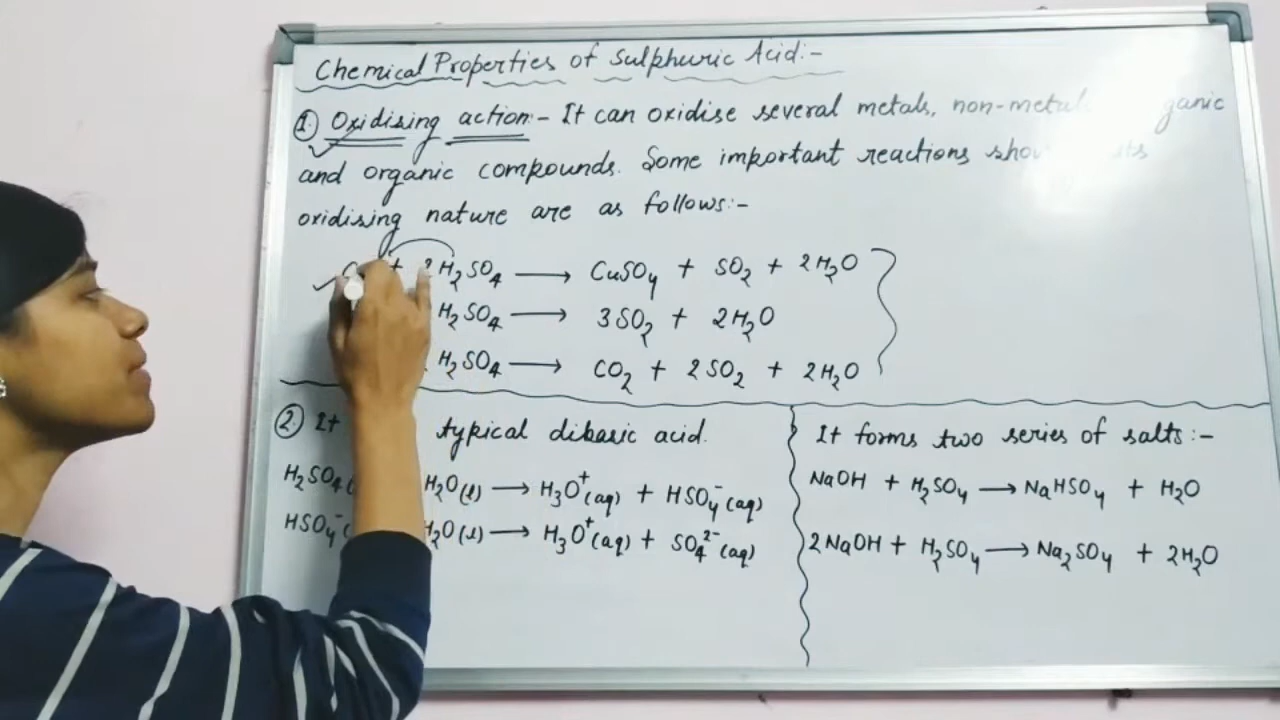 Chemical Properties of Sulphuric Acid:-
1. Oxidising action:- It can oxidise several metals, non-metal
and organic compounds. Some important reactions
oxidising nature are as follows:-
+ 2H₂SO₄ ⟶ CuSO₄ + SO₂ + 2H₂O
H₂SO₄ ⟶ 3SO₂ + 2H₂O
H₂SO₄ ⟶ CO₂ + 2SO₂ + 2H₂O
2 It typical dibasic acid.
H₂SO₄ H₂O(l) ⟶ H₃O⁺(aq) + HSO₄⁻(aq)
HSO₄⁻ H₂O(l) ⟶ H₃O⁺(aq) + SO₄²⁻(aq)
It forms two series of salts:-
NaOH + H₂SO₄ ⟶ NaHSO₄ + H₂O
2NaOH + H₂SO₄ ⟶ Na₂SO₄ + 2H₂O